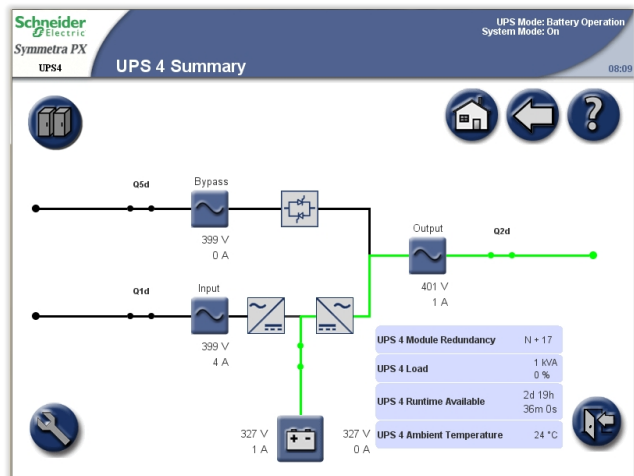 Schneider
Electric
Symmetra PX
UPS4
UPS 4 Summary
UPS Mode: Battery Operation
System Mode: On
08:09
Q5d
Bypass
399 V
0 A
Output
Q2d
401 V
1 A
Q1d
Input
399 V
4 A
UPS 4 Module Redundancy N + 17
UPS 4 Load 1 kVA
0 %
UPS 4 Runtime Available 2d 19h
36m 0s
UPS 4 Ambient Temperature 24 °C
327 V
1 A
327 V
0 A